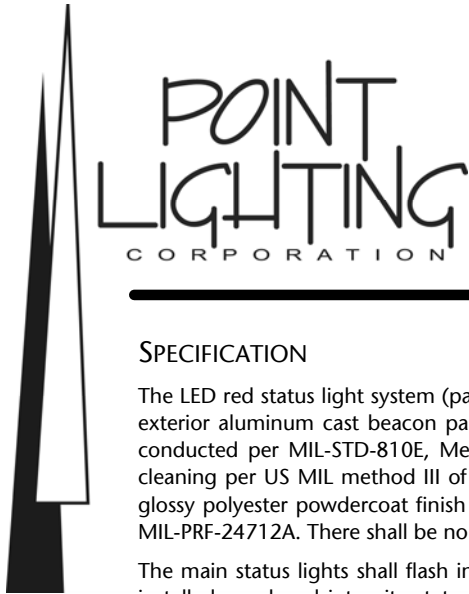 POINT
LIGHTING
CORPORATION
SPECIFICATION
The LED red status light system (pa
exterior aluminum cast beacon pa
conducted per MIL-STD-810E, Me
cleaning per US MIL method III of
glossy polyester powdercoat finish
MIL-PRF-24712A. There shall be no
The main status lights shall flash in